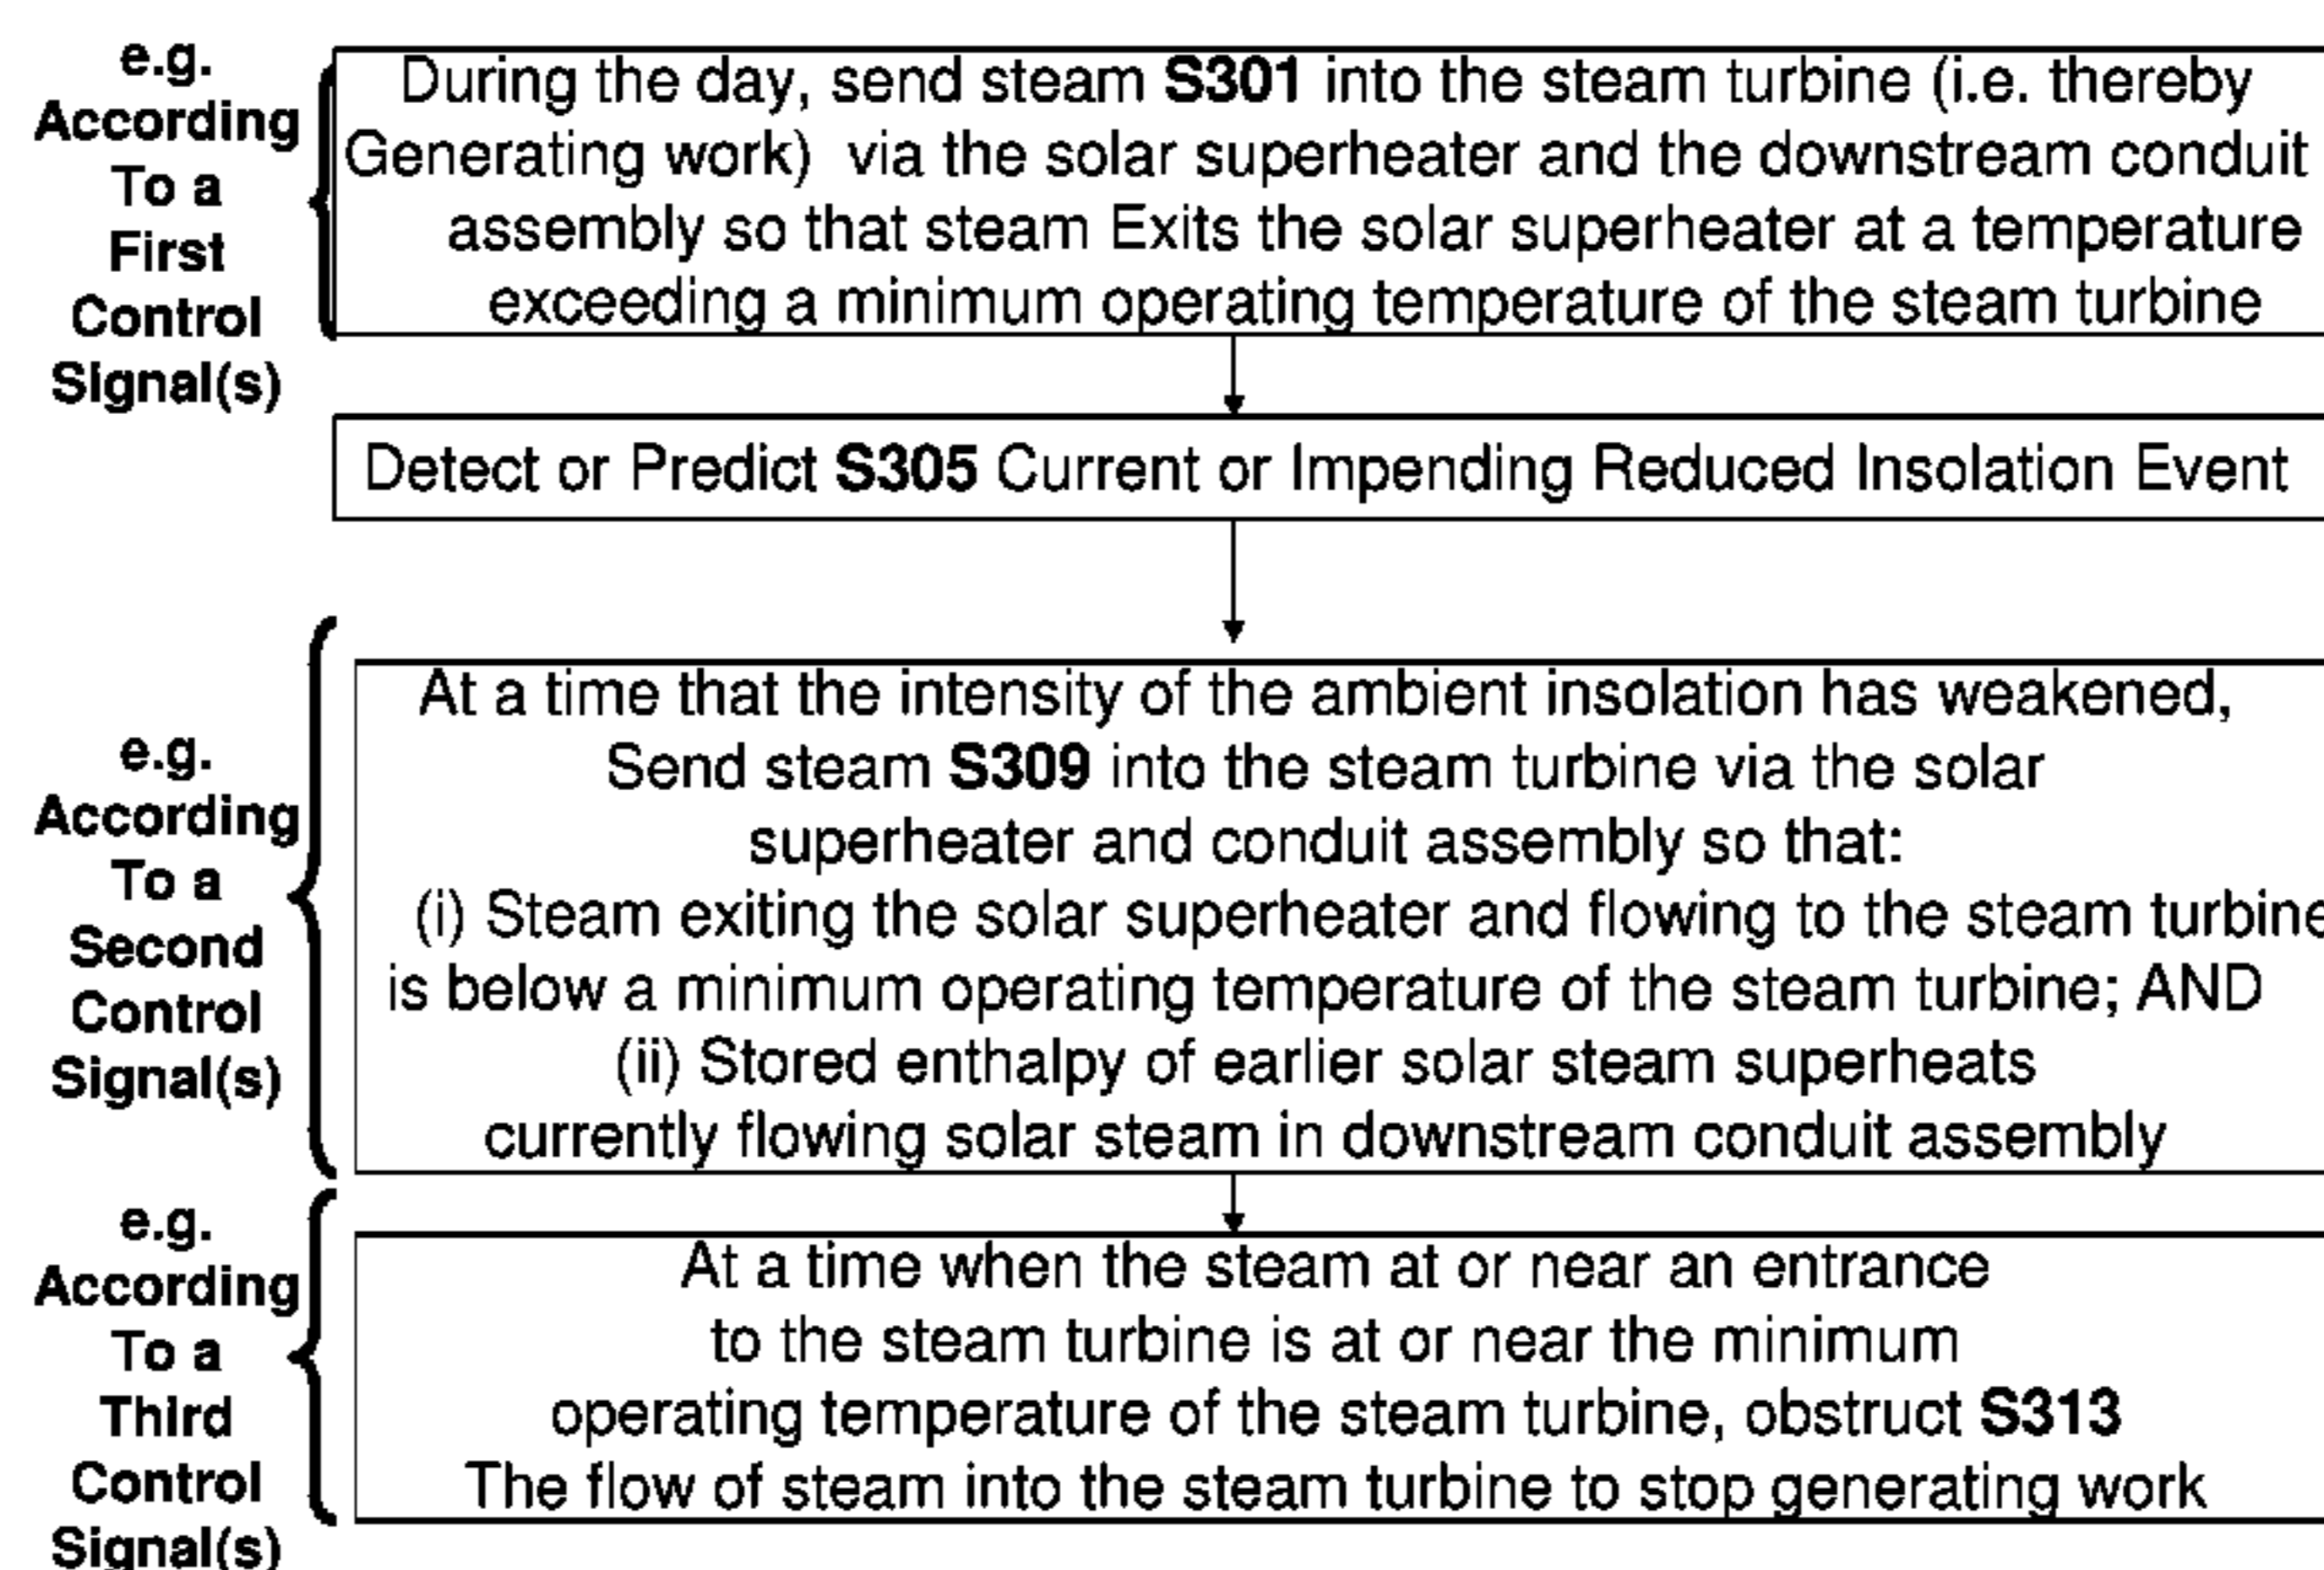 e.g.
According
To a
First
Control
Signal(s)
During the day, send steam S301 into the steam turbine (i.e. thereby
Generating work) via the solar superheater and the downstream conduit
assembly so that steam Exits the solar superheater at a temperature
exceeding a minimum operating temperature of the steam turbine
Detect or Predict S305 Current or Impending Reduced Insolation Event
e.g.
According
To a
Second
Control
Signal(s)
At a time that the intensity of the ambient insolation has weakened,
Send steam S309 into the steam turbine via the solar
superheater and conduit assembly so that:
(i) Steam exiting the solar superheater and flowing to the steam turbine
is below a minimum operating temperature of the steam turbine; AND
(ii) Stored enthalpy of earlier solar steam superheats
currently flowing solar steam in downstream conduit assembly
e.g.
According
To a
Third
Control
Signal(s)
At a time when the steam at or near an entrance
to the steam turbine is at or near the minimum
operating temperature of the steam turbine, obstruct S313
The flow of steam into the steam turbine to stop generating work